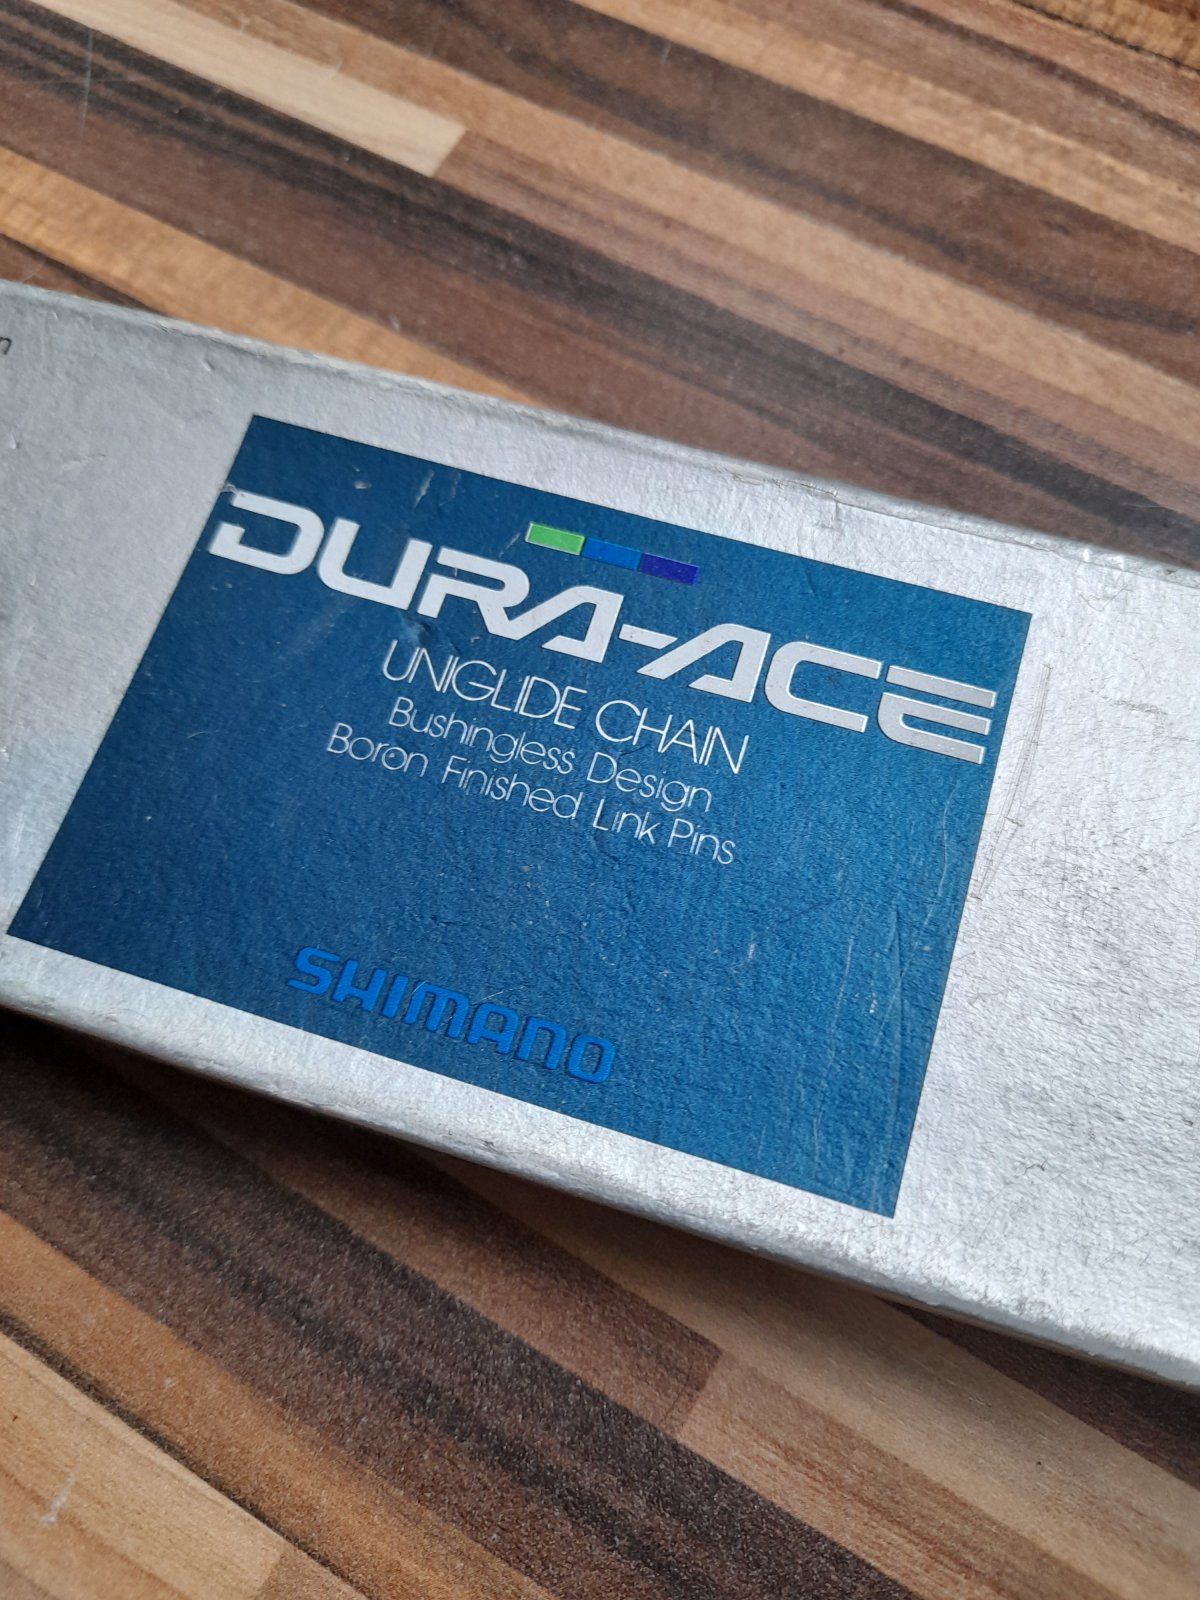 DURA-ACE
UNIGLIDE CHAIN
Bushingless Design
Boron Finished Link Pins
SHIMANO